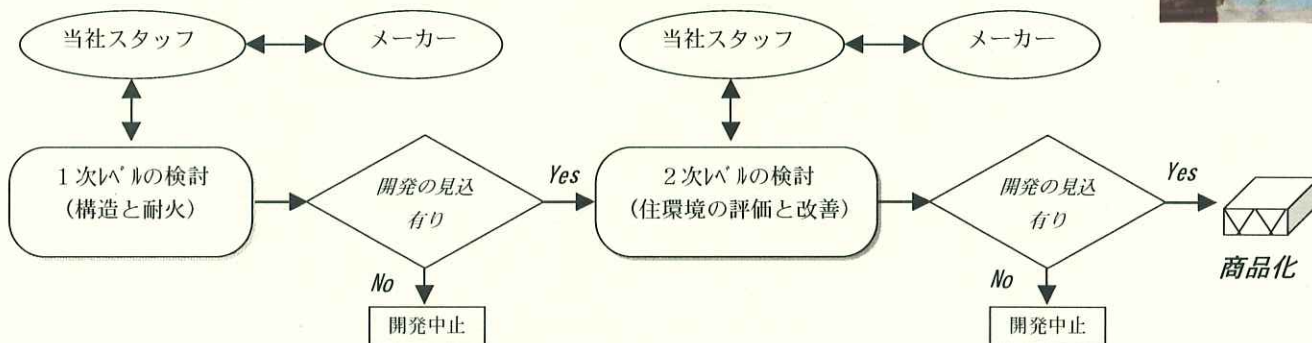 当社スタッフ
メーカー
当社スタッフ
メーカー
1次ﾚﾍﾞﾙの検討
(構造と耐火)
開発の見込
有り
Yes
No
開発中止
2次ﾚﾍﾞﾙの検討
(住環境の評価と改善)
開発の見込
有り
Yes
No
開発中止
商品化